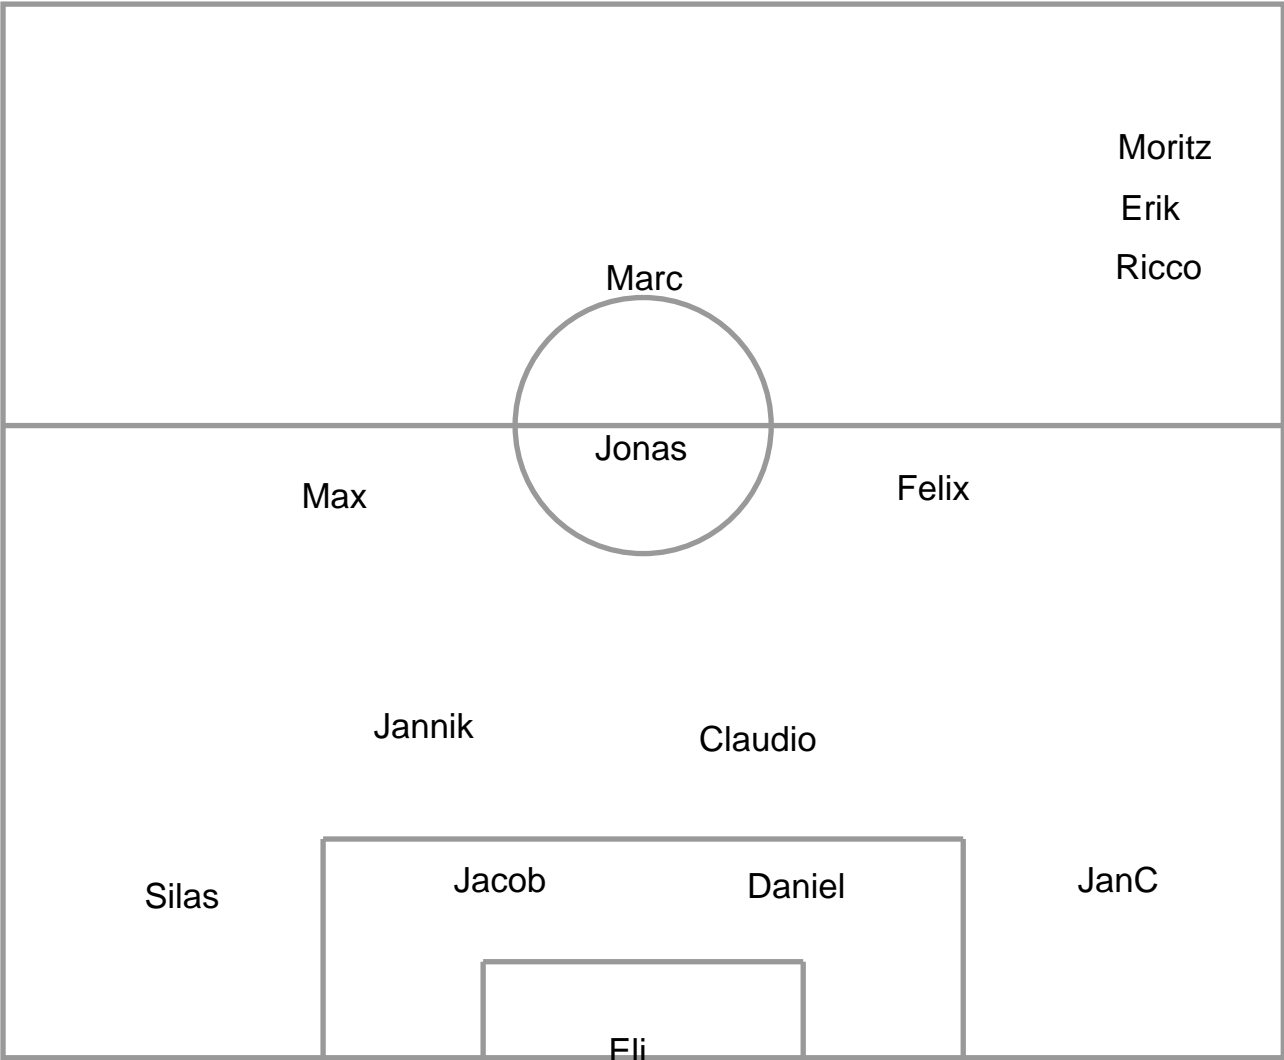 Moritz
Erik
Ricco
Marc
Jonas
Max
Felix
Jannik
Claudio
Jacob
Daniel
JanC
Silas
Eli